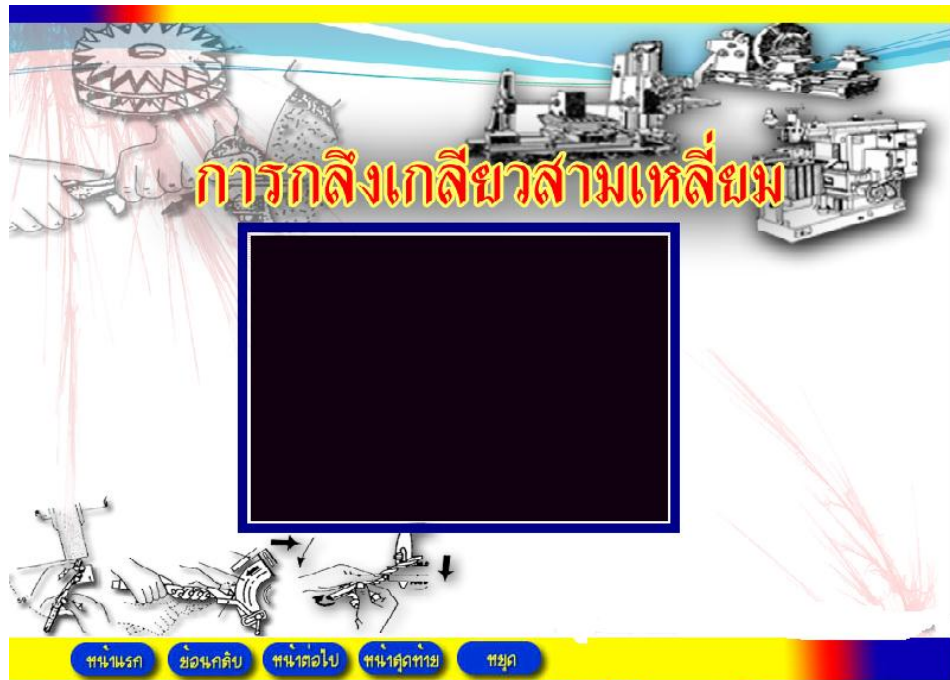 การกลึงเกลียวสามเหลี่ยม
หน้าแรก ย้อนกลับ หน้าต่อไป หน้าสุดท้าย หยุด